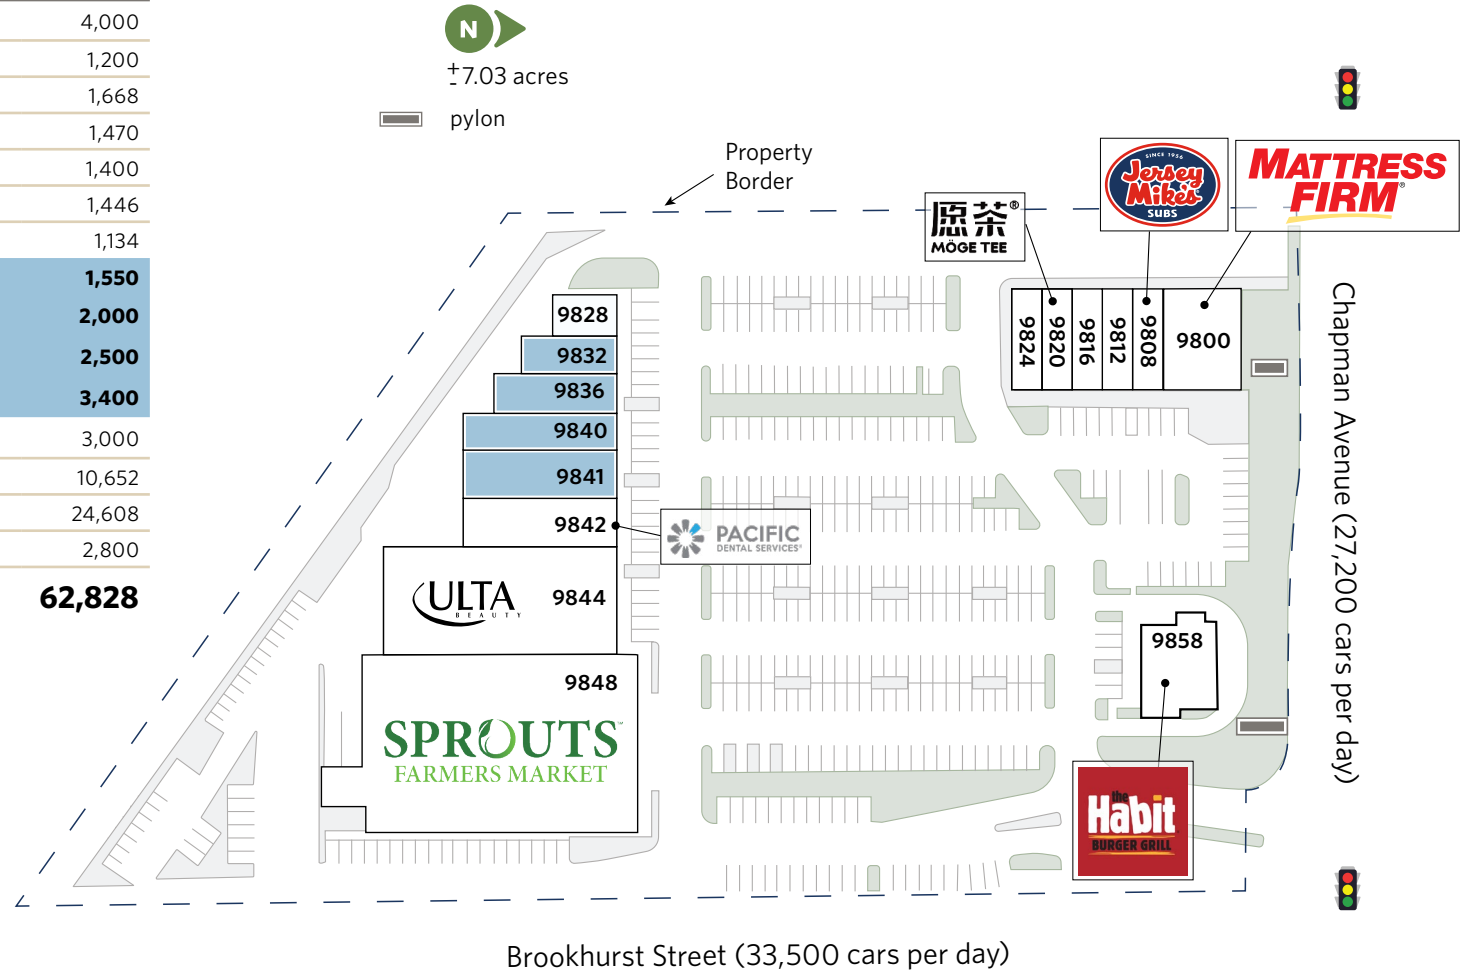 4,000
1,200
1,668
1,470
1,400
1,446
1,134
1,550
2,000
2,500
3,400
3,000
10,652
24,608
2,800
62,828
N
±7.03 acres
pylon
Property
Border
愿茶®
MÖGE TEE
SINCE 1956
Jersey
Mike's
SUBS
MATTRESS
FIRM®
9828
9832
9836
9840
9841
9842
PACIFIC
DENTAL SERVICES®
ULTA
BEAUTY
9844
9848
SPROUTS™
FARMERS MARKET
9824
9820
9816
9812
9808
9800
9858
the
Habit
BURGER GRILL
Chapman Avenue (27,200 cars per day)
Brookhurst Street (33,500 cars per day)